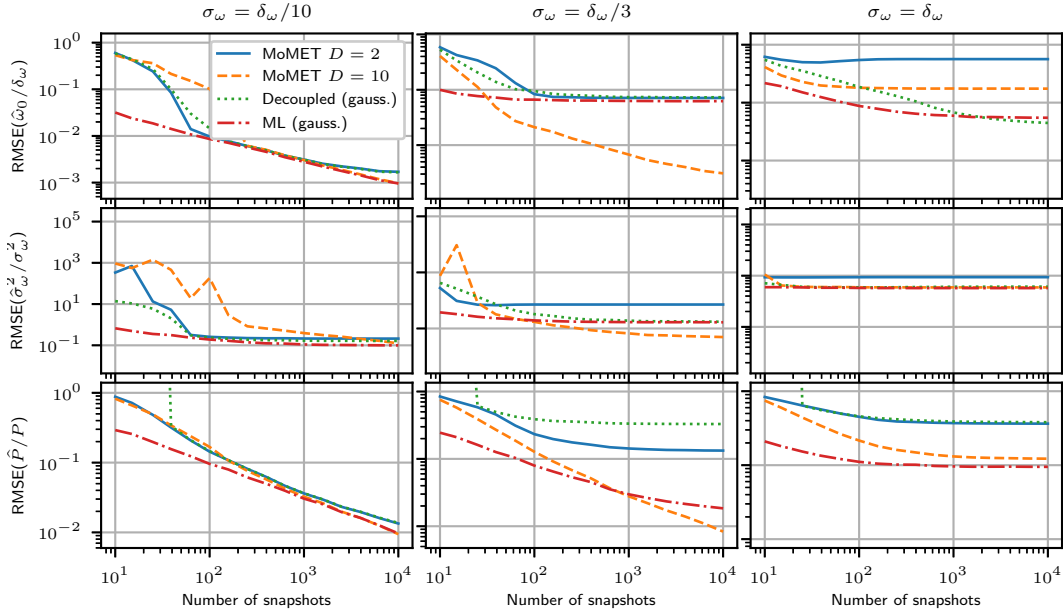 σ_ω = δ_ω/10
σ_ω = δ_ω/3
σ_ω = δ_ω
RMSE(ω̂_0/δ_ω)
10^0
10^−1
10^−2
10^−3
MoMET D = 2
MoMET D = 10
Decoupled (gauss.)
ML (gauss.)
RMSE(σ̂_ω^2/σ_ω^2)
10^5
10^3
10^1
10^−1
RMSE(P̂/P)
10^0
10^−1
10^−2
10^1 10^2 10^3 10^4
10^1 10^2 10^3 10^4
10^1 10^2 10^3 10^4
Number of snapshots
Number of snapshots
Number of snapshots